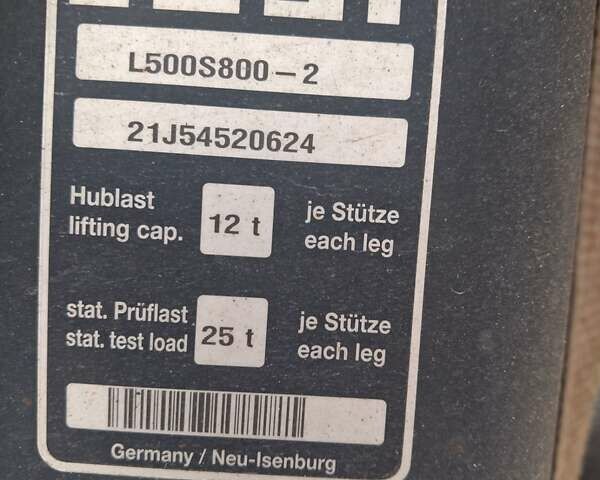 L500S800-2
21J54520624
Hublast
lifting cap.
12 t
je Stütze
each leg
stat. Prüflast
stat. test load
25 t
je Stütze
each leg
Germany / Neu-Isenburg